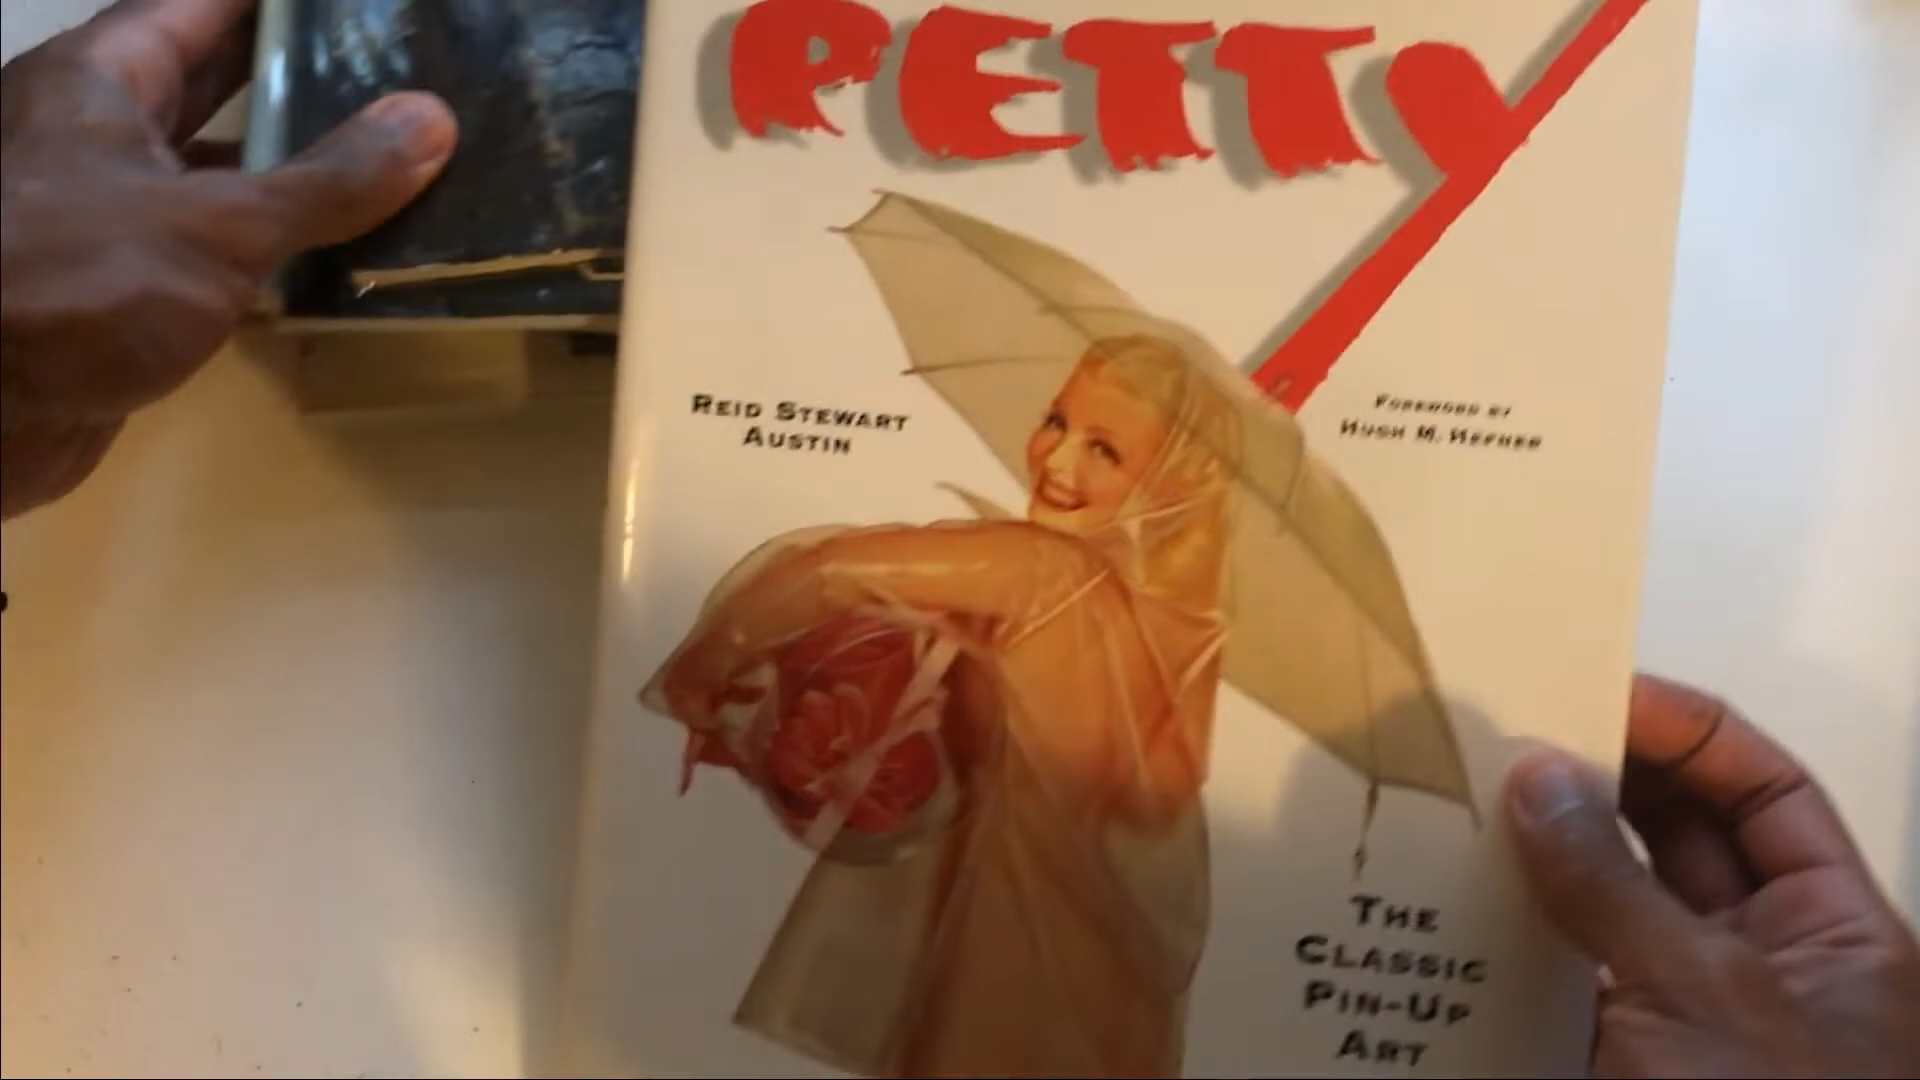 PETTY
REID STEWART
AUSTIN
FOREWORD BY
HUGH M. HEFNER
THE
CLASSIC
PIN-UP
ART